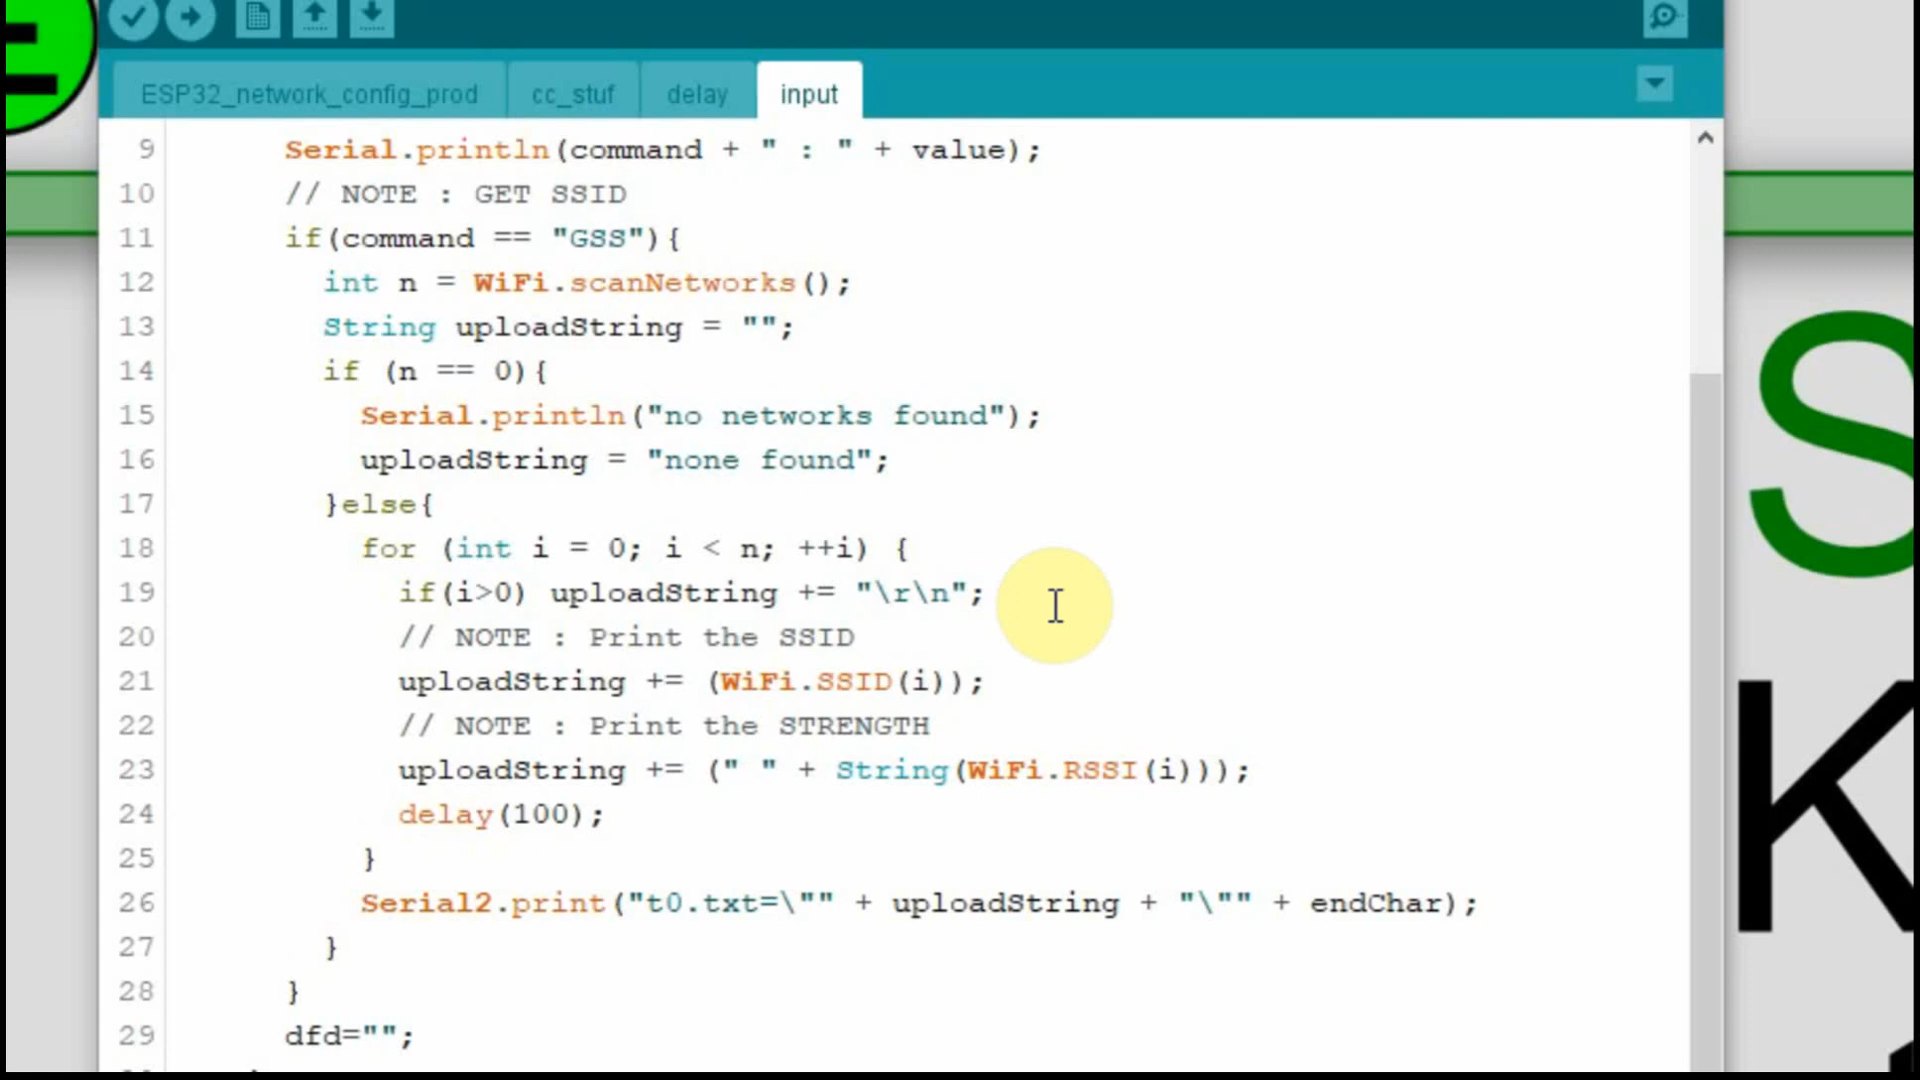 ESP32_network_config_prod cc_stuf delay input
9 Serial.println(command + " : " + value);
10 // NOTE : GET SSID
11 if(command == "GSS"){
12 int n = WiFi.scanNetworks();
13 String uploadString = "";
14 if (n == 0){
15 Serial.println("no networks found");
16 uploadString = "none found";
17 }else{
18 for (int i = 0; i < n; ++i) {
19 if(i>0) uploadString += "\r\n";
20 // NOTE : Print the SSID
21 uploadString += (WiFi.SSID(i));
22 // NOTE : Print the STRENGTH
23 uploadString += (" " + String(WiFi.RSSI(i)));
24 delay(100);
25 }
26 Serial2.print("t0.txt=\"" + uploadString + "\"" + endChar);
27 }
28 }
29 dfd="";
S
K